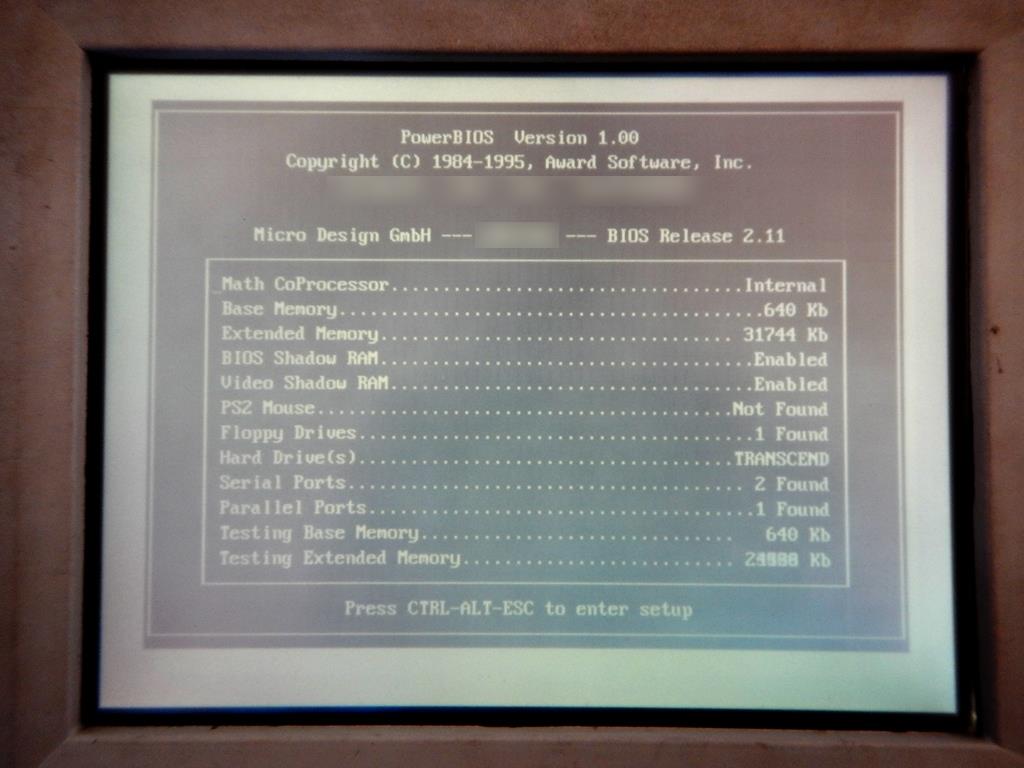 PowerBIOS Version 1.00
Copyright (C) 1984-1995, Award Software, Inc.
Micro Design GmbH --- --- BIOS Release 2.11
Math CoProcessor...................................Internal
Base Memory........................................640 Kb
Extended Memory.................................. 31744 Kb
BIOS Shadow RAM...................................Enabled
Video Shadow RAM..................................Enabled
PS2 Mouse.......................................Not Found
Floppy Drives.....................................1 Found
Hard Drive(s)...................................TRANSCEND
Serial Ports..................................... 2 Found
Parallel Ports....................................1 Found
Testing Base Memory.............................. 640 Kb
Testing Extended Memory.......................... Kb
Press CTRL-ALT-ESC to enter setup